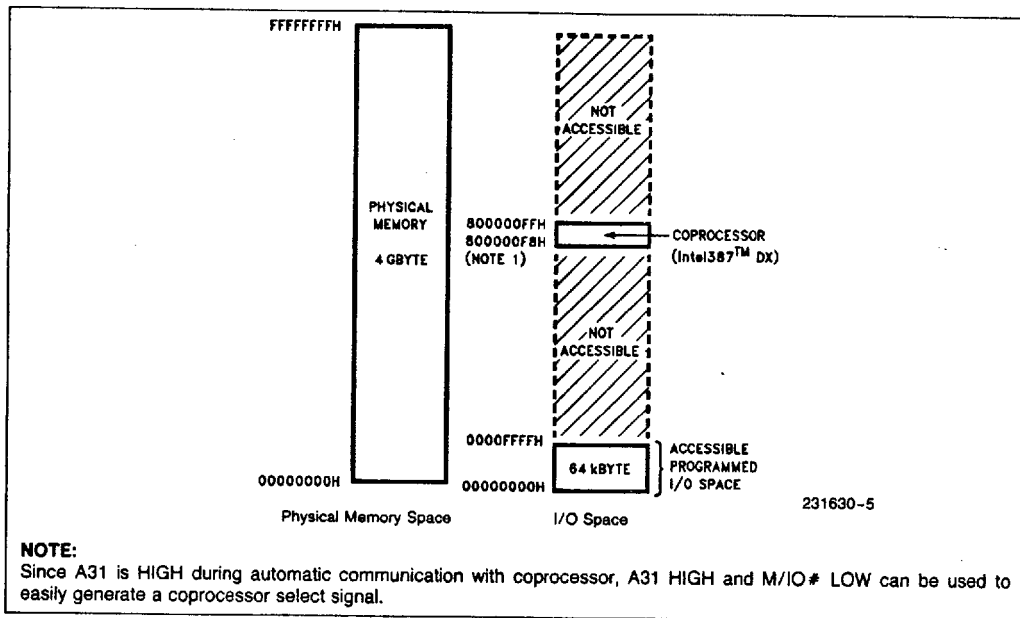 FFFFFFFFH
NOT
ACCESSIBLE
PHYSICAL
MEMORY
4 GBYTE
800000FFH
800000F8H
(NOTE 1)
COPROCESSOR
(Intel387™ DX)
NOT
ACCESSIBLE
0000FFFFH
00000000H
00000000H
64 kBYTE
ACCESSIBLE
PROGRAMMED
I/O SPACE
231630-5
Physical Memory Space
I/O Space
NOTE:
Since A31 is HIGH during automatic communication with coprocessor, A31 HIGH and M/IO# LOW can be used to
easily generate a coprocessor select signal.